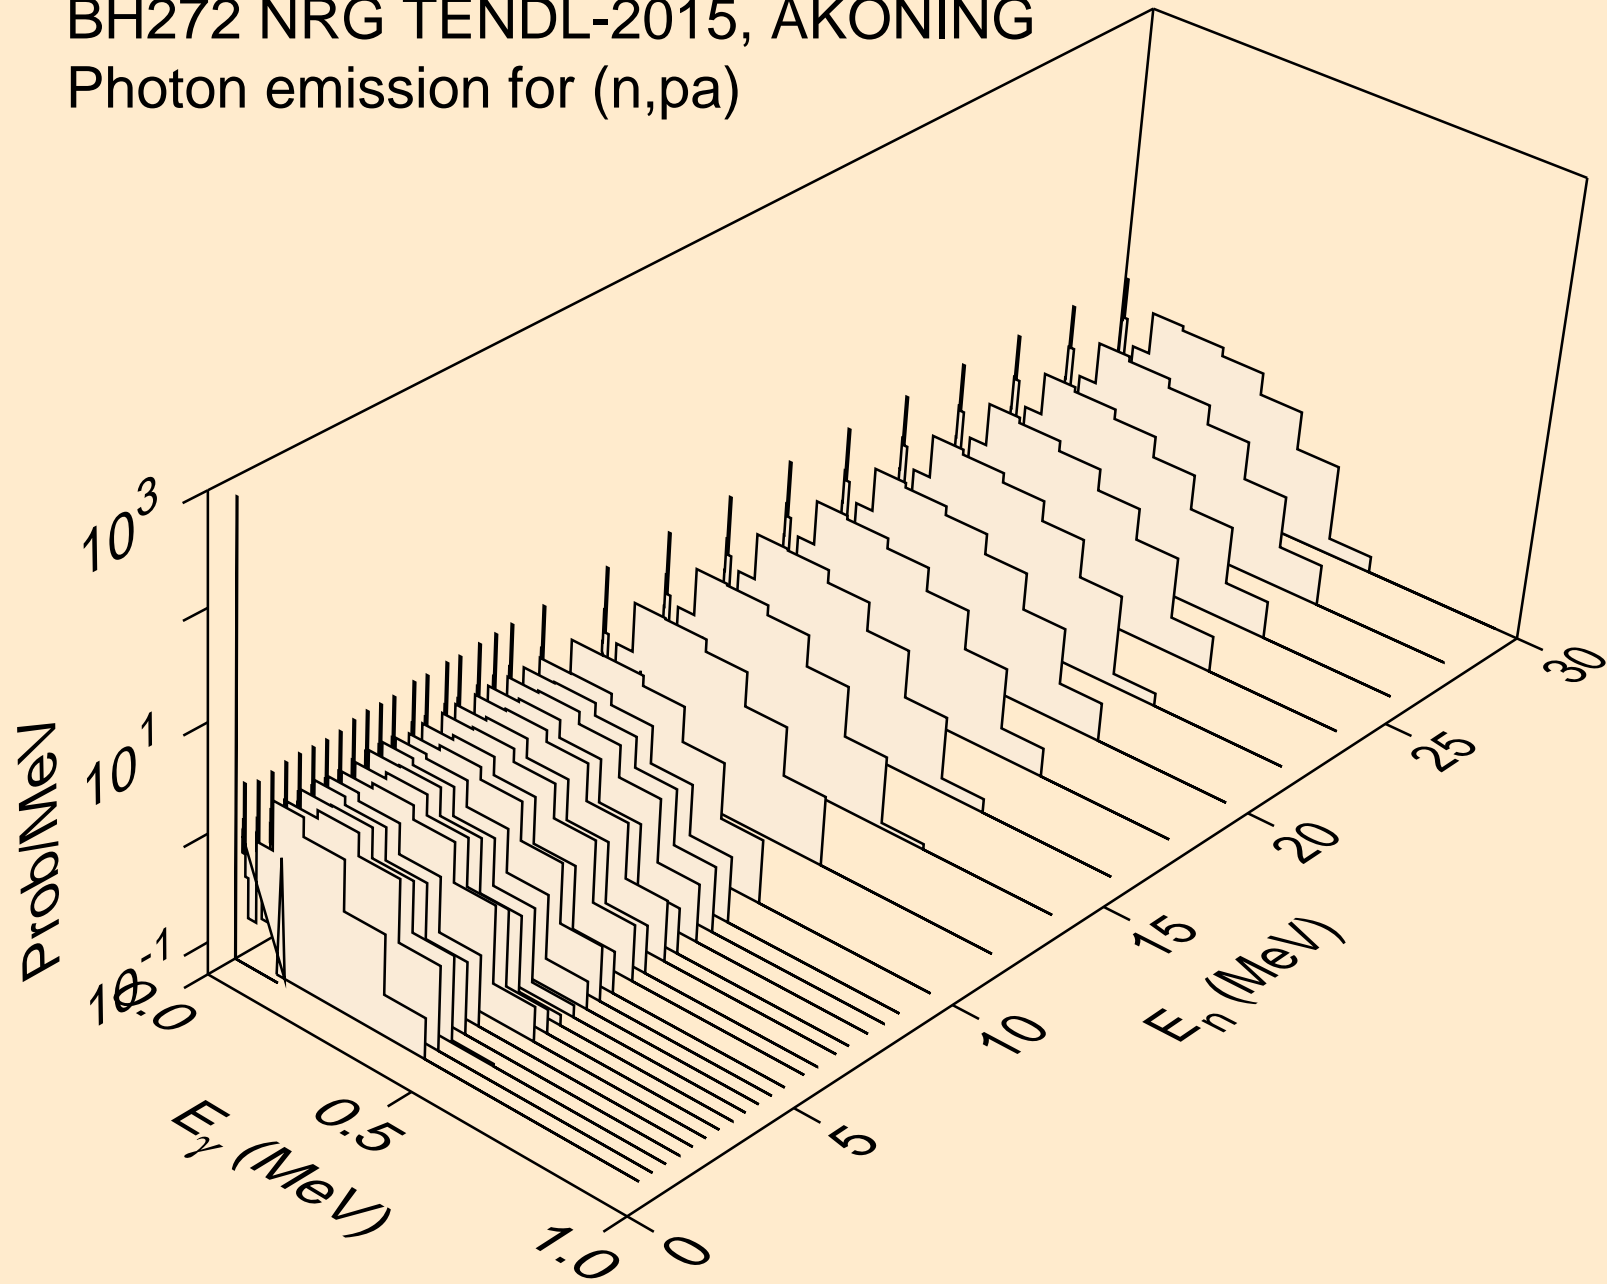 BH272 NRG TENDL-2015, AKONING
Photon emission for (n,pa)
10³
10¹
10⁻¹
Prob/MeV
0.0
0.5
1.0
Eγ (MeV)
0
5
10
15
20
25
30
Eₙ (MeV)